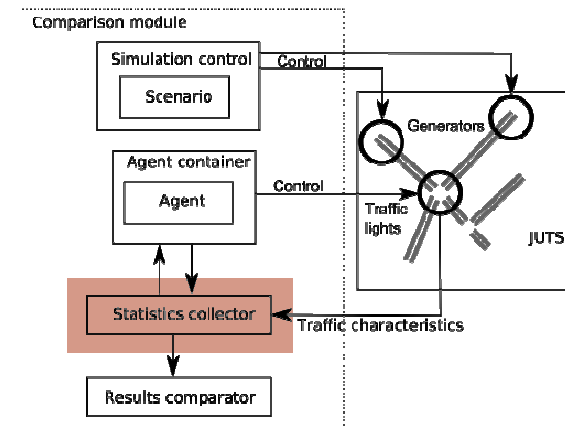 Comparison module
Simulation control
Control
Scenario
Generators
Agent container
Agent
Control
Traffic
lights
JUTS
Statistics collector
Traffic characteristics
Results comparator